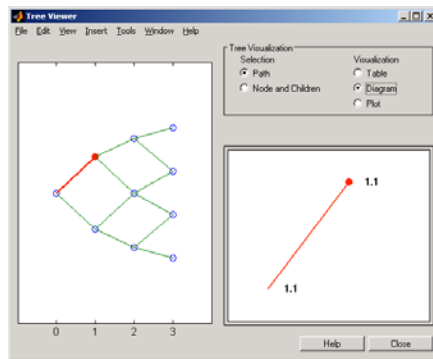 Tree Viewer
File Edit View Insert Tools Window Help
Tree Visualization
Selection
Visualization
Path
Table
Node and Children
Diagram
Plot
1.1
1.1
0 1 2 3
Help Close